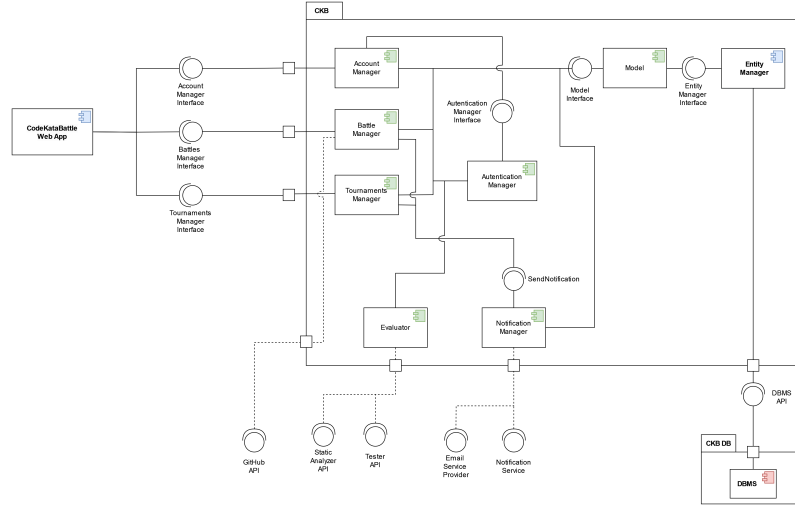 CKB
Account
Manager
Model
Entity
Manager
Account
Manager
Interface
Model
Interface
Entity
Manager
Interface
Autentication
Manager
Interface
CodeKataBattle
Web App
Battle
Manager
Battles
Manager
Interface
Autentication
Manager
Tournaments
Manager
Tournaments
Manager
Interface
SendNotification
Evaluator
Notification
Manager
DBMS
API
GitHub
API
Static
Analyzer
API
Tester
API
Email
Service
Provider
Notification
Service
CKB DB
DBMS